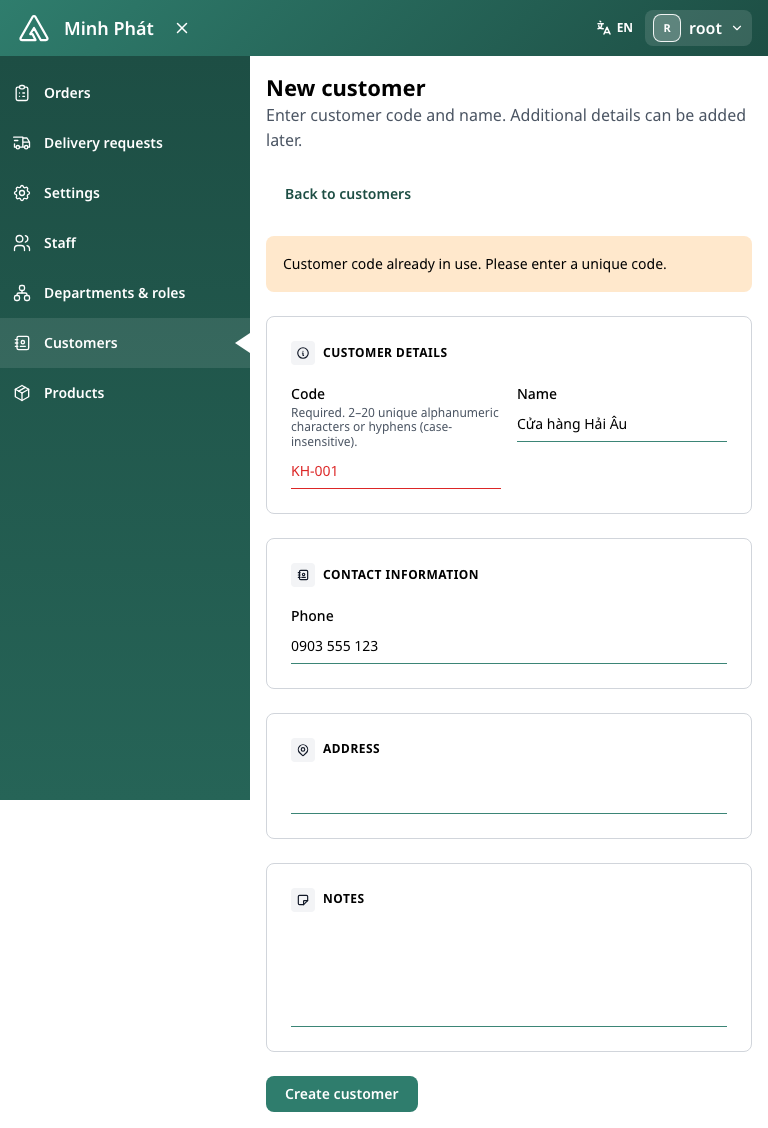 Minh Phát
EN
R
root
Orders
Delivery requests
Settings
Staff
Departments & roles
Customers
Products
New customer
Enter customer code and name. Additional details can be added
later.
Back to customers
Customer code already in use. Please enter a unique code.
CUSTOMER DETAILS
Code
Required. 2–20 unique alphanumeric
characters or hyphens (case-
insensitive).
KH-001
Name
Cửa hàng Hải Âu
CONTACT INFORMATION
Phone
0903 555 123
ADDRESS
NOTES
Create customer